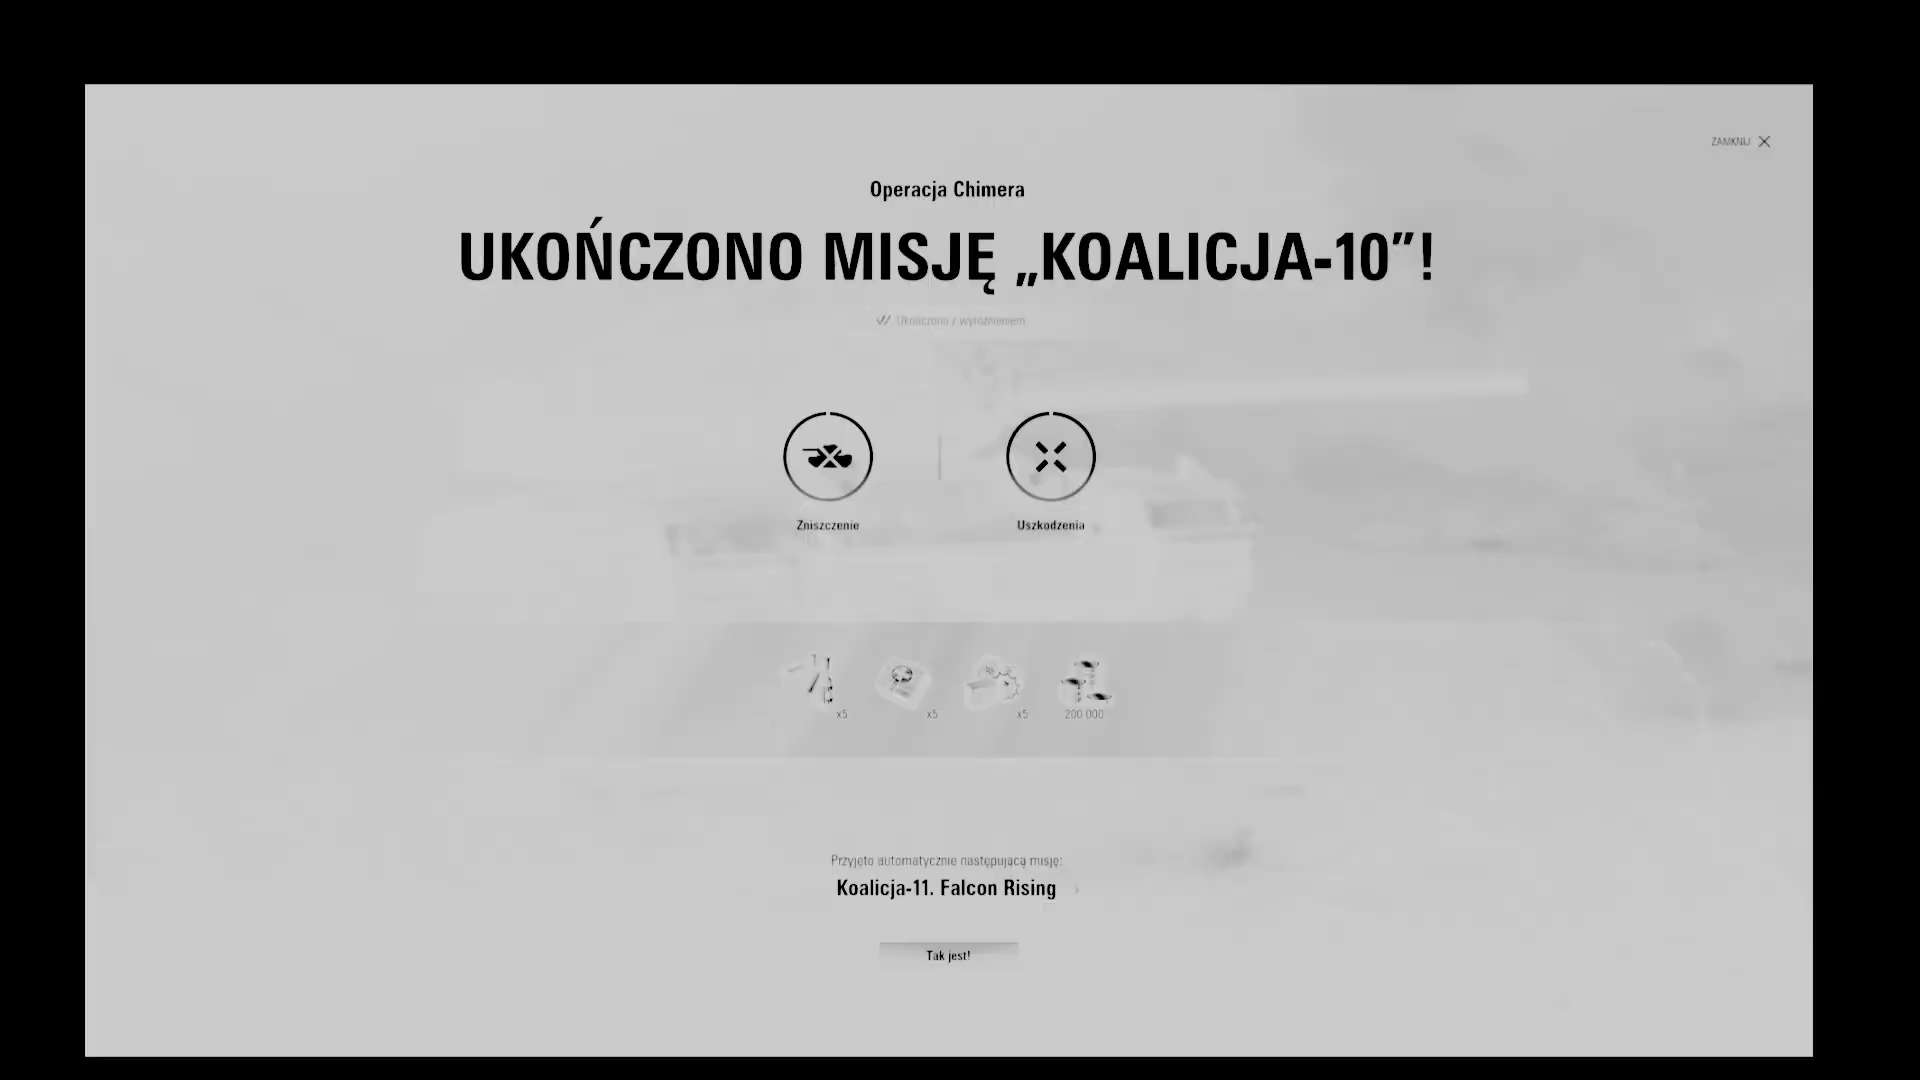 ZAMKNIJ
Operacja Chimera
UKOŃCZONO MISJĘ „KOALICJA-10”!
Ukończono z wyróżnieniem
Zniszczenie
Uszkodzenia
x5
x5
x5
200 000
Przyjęto automatycznie następującą misję:
Koalicja-11. Falcon Rising
Tak jest!